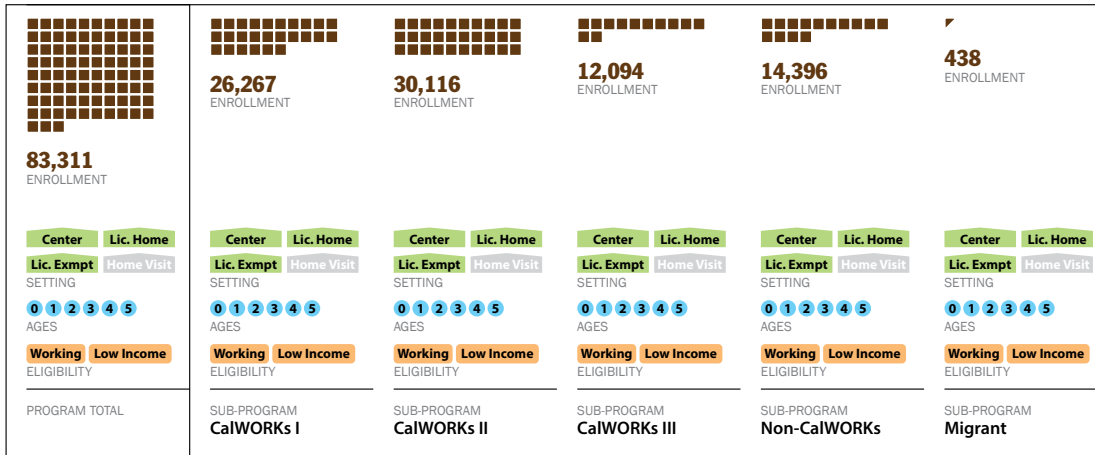 83,311
ENROLLMENT
Center Lic. Home
Lic. Exmpt Home Visit
SETTING
0 1 2 3 4 5
AGES
Working Low Income
ELIGIBILITY
PROGRAM TOTAL
26,267
ENROLLMENT
Center Lic. Home
Lic. Exmpt Home Visit
SETTING
0 1 2 3 4 5
AGES
Working Low Income
ELIGIBILITY
SUB-PROGRAM
CalWORKs I
30,116
ENROLLMENT
Center Lic. Home
Lic. Exmpt Home Visit
SETTING
0 1 2 3 4 5
AGES
Working Low Income
ELIGIBILITY
SUB-PROGRAM
CalWORKs II
12,094
ENROLLMENT
Center Lic. Home
Lic. Exmpt Home Visit
SETTING
0 1 2 3 4 5
AGES
Working Low Income
ELIGIBILITY
SUB-PROGRAM
CalWORKs III
14,396
ENROLLMENT
Center Lic. Home
Lic. Exmpt Home Visit
SETTING
0 1 2 3 4 5
AGES
Working Low Income
ELIGIBILITY
SUB-PROGRAM
Non-CalWORKs
438
ENROLLMENT
Center Lic. Home
Lic. Exmpt Home Visit
SETTING
0 1 2 3 4 5
AGES
Working Low Income
ELIGIBILITY
SUB-PROGRAM
Migrant